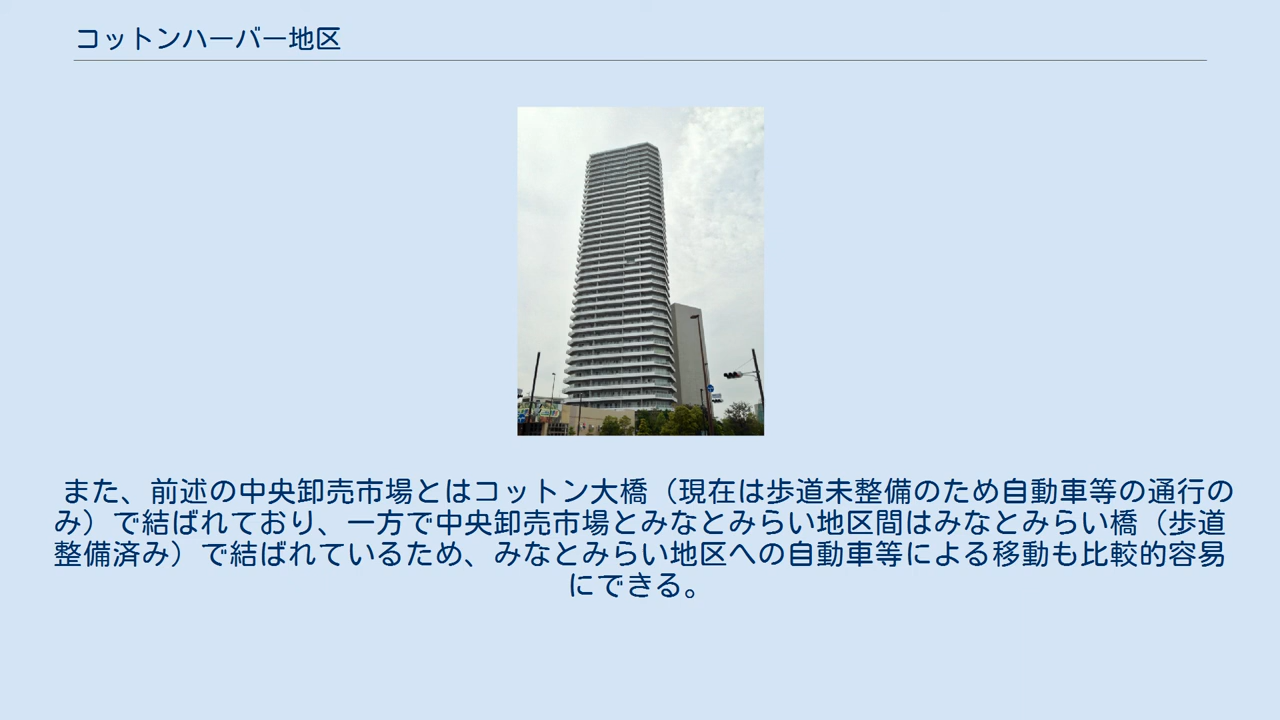 コットンハーバー地区
また、前述の中央卸売市場とはコットン大橋（現在は歩道未整備のため自動車等の通行の
み）で結ばれており、一方で中央卸売市場とみなとみらい地区間はみなとみらい橋（歩道
整備済み）で結ばれているため、みなとみらい地区への自動車等による移動も比較的容易
にできる。